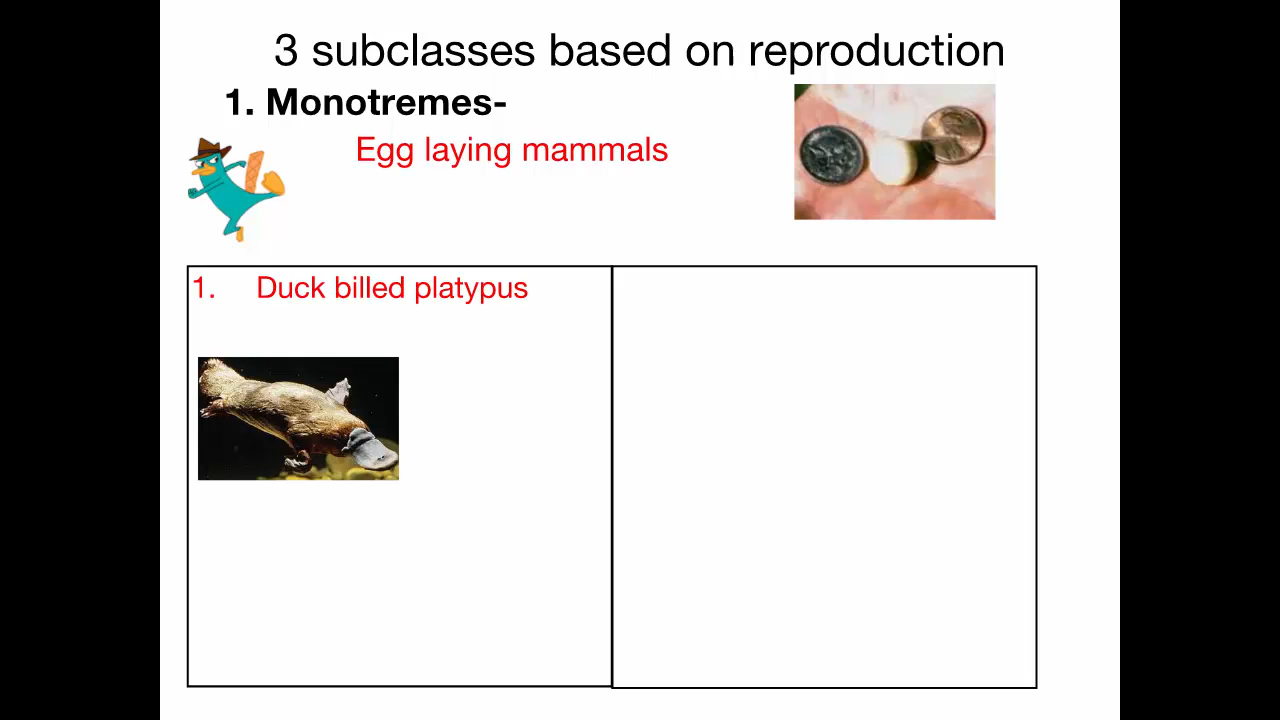 3 subclasses based on reproduction
1. Monotremes-
Egg laying mammals
1. Duck billed platypus